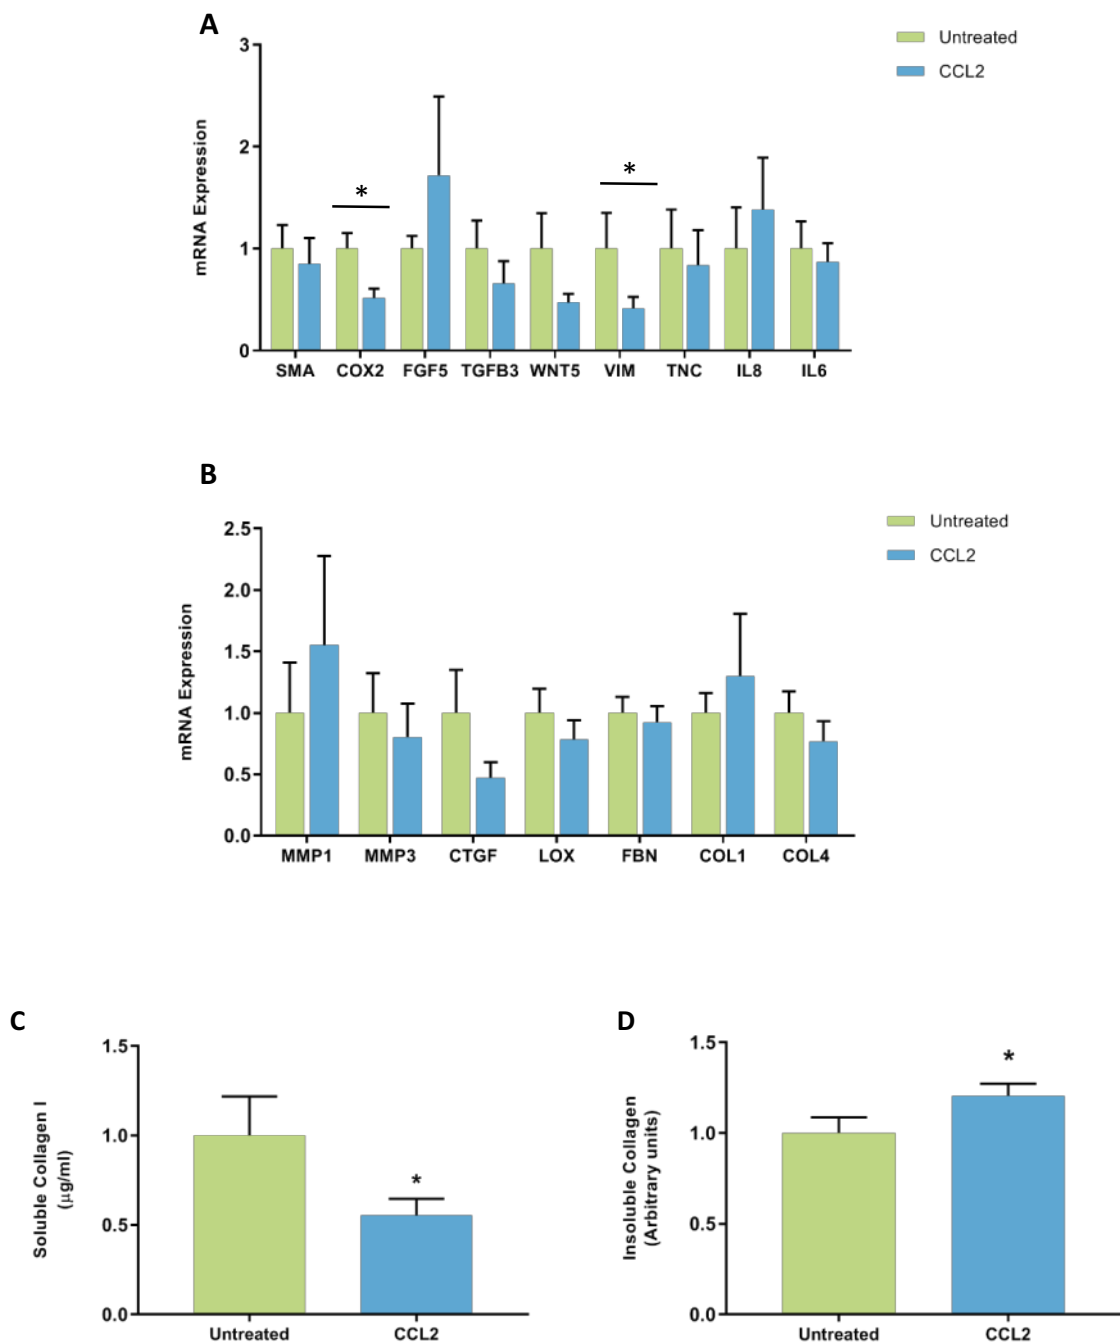 A
Untreated
CCL2
mRNA Expression
3
2
1
0
*
*
SMA COX2 FGF5 TGFB3 WNT5 VIM TNC IL8 IL6
B
Untreated
CCL2
mRNA Expression
2.5
2.0
1.5
1.0
0.5
0.0
MMP1 MMP3 CTGF LOX FBN COL1 COL4
C
Soluble Collagen I
(μg/ml)
1.5
1.0
0.5
0.0
*
Untreated CCL2
D
Insoluble Collagen
(Arbitrary units)
1.5
1.0
0.5
0.0
*
Untreated CCL2